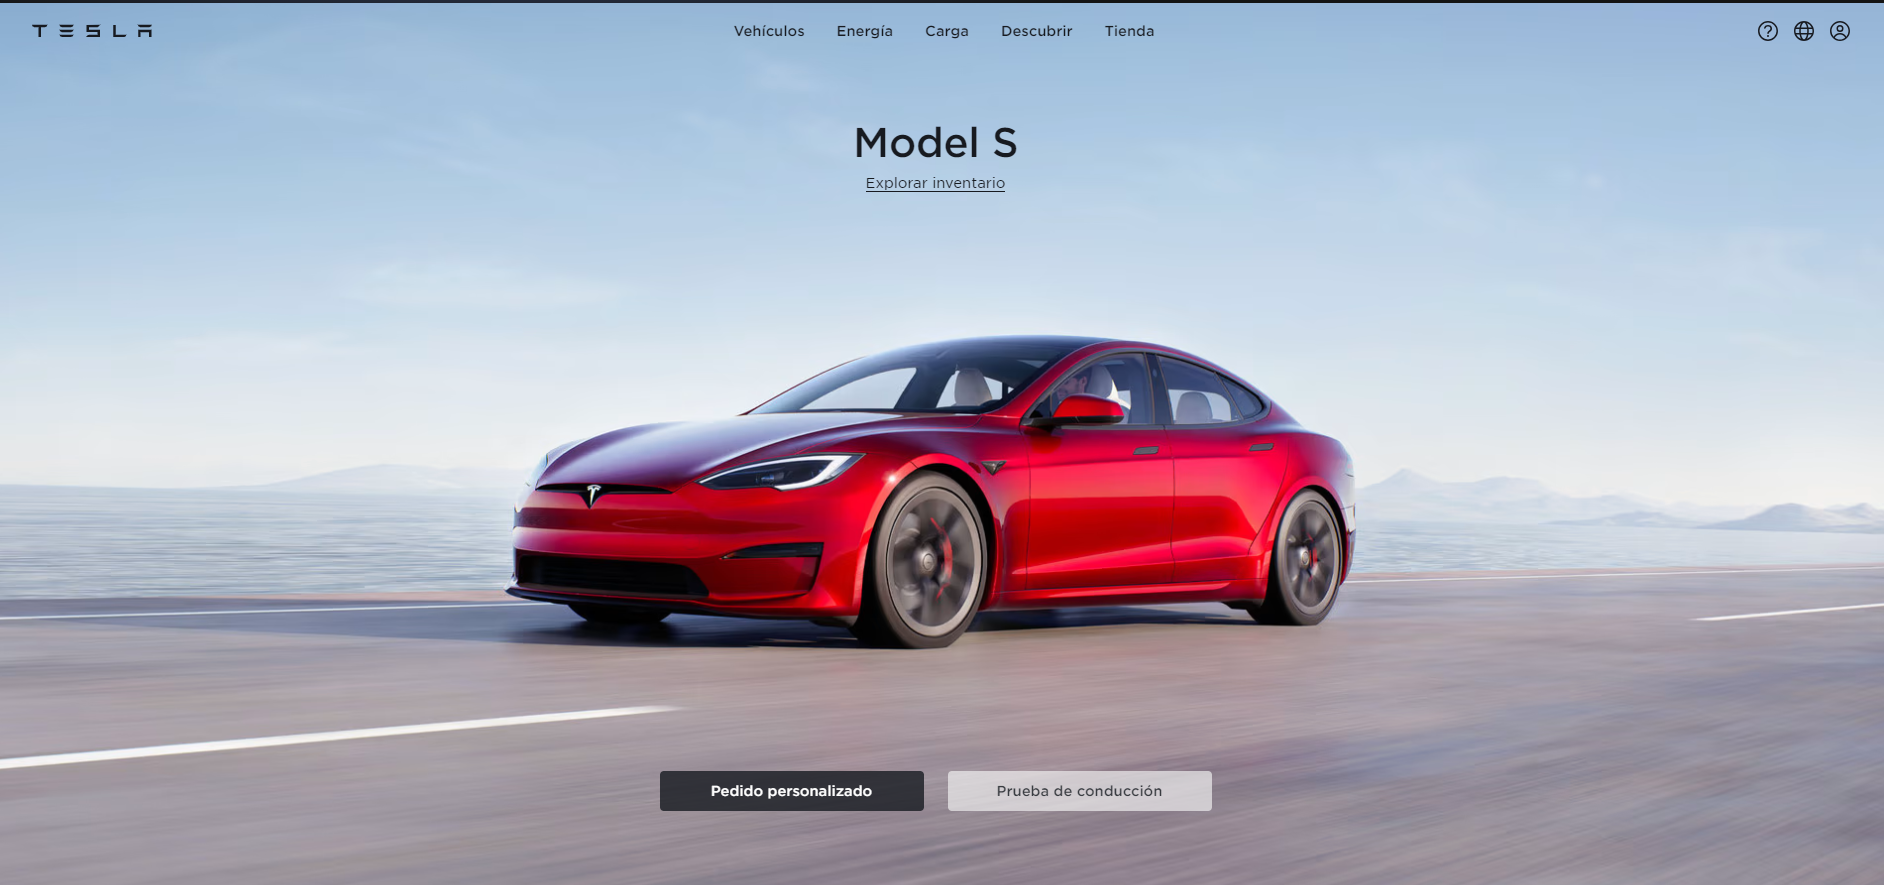 TESLA
Vehículos Energía Carga Descubrir Tienda
Model S
Explorar inventario
Pedido personalizado Prueba de conducción